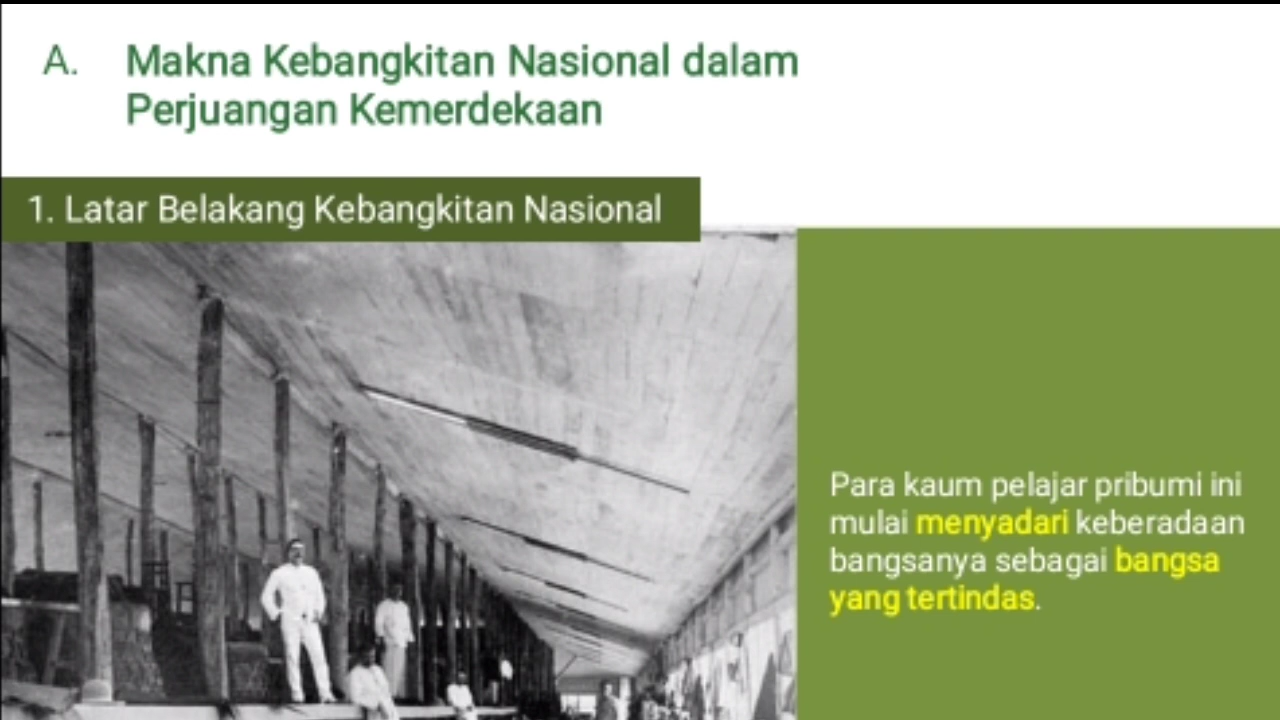 A. Makna Kebangkitan Nasional dalam
Perjuangan Kemerdekaan
1. Latar Belakang Kebangkitan Nasional
Para kaum pelajar pribumi ini
mulai menyadari keberadaan
bangsanya sebagai bangsa
yang tertindas.